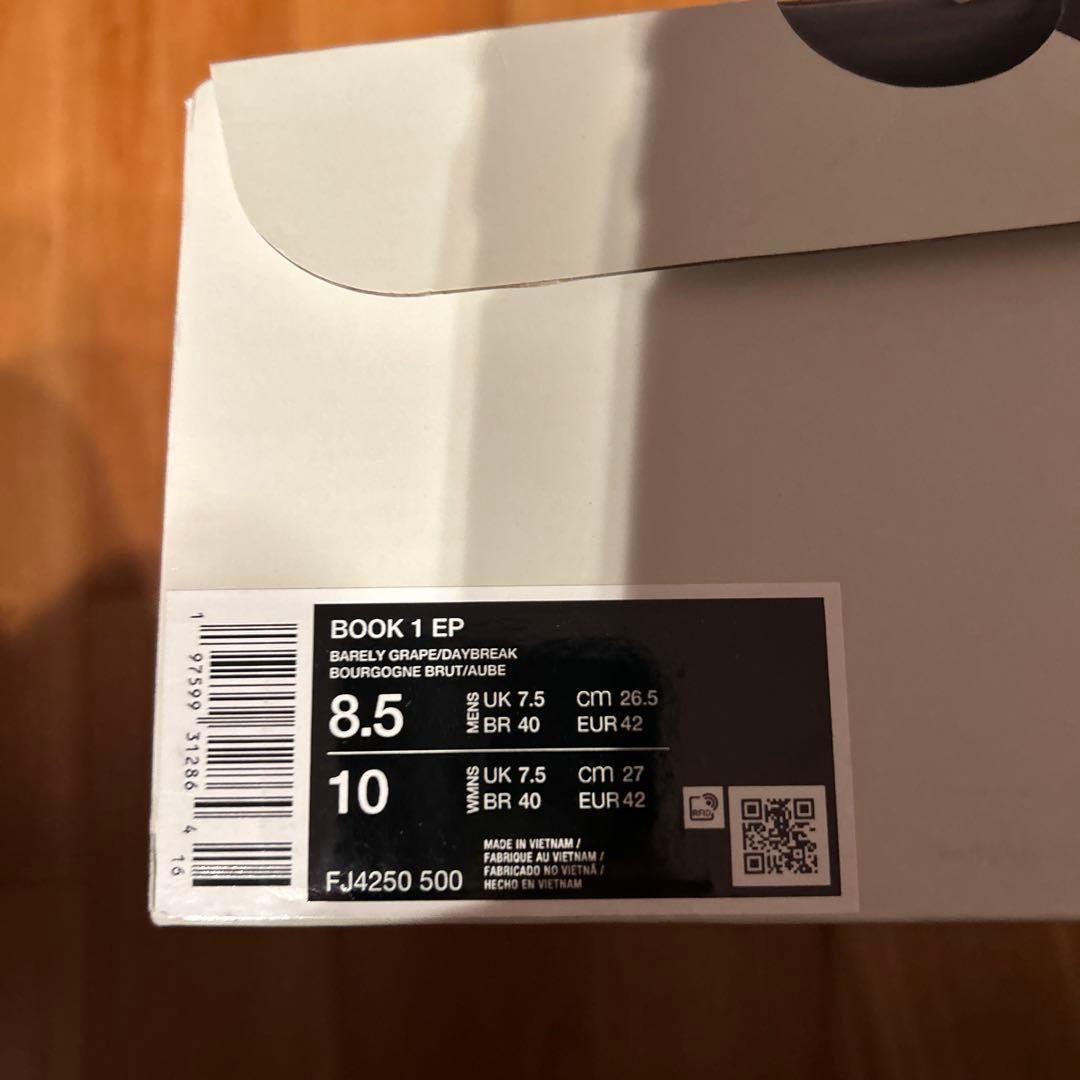 BOOK 1 EP
BARELY GRAPE/DAYBREAK
BOURGOGNE BRUT/AUBE
8.5 MENS UK 7.5 CM 26.5
BR 40 EUR 42
10 WMNS UK 7.5 CM 27
BR 40 EUR 42
RFID
MADE IN VIETNAM /
FABRIQUE AU VIETNAM /
FABRICADO NO VIETNÃ /
HECHO EN VIETNAM
FJ4250 500
1 97599 31286 4 16